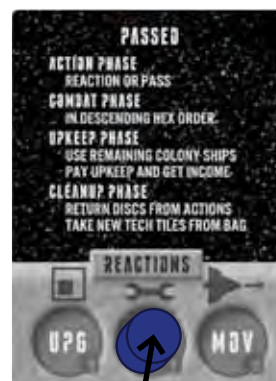 PASSED
ACTION PHASE
REACTION OR PASS
COMBAT PHASE
IN DESCENDING HEX ORDER
UPKEEP PHASE
USE REMAINING COLONY SHIPS
PAY UPKEEP AND GET INCOME
CLEANUP PHASE
RETURN DISCS FROM ACTIONS
TAKE NEW TECH TILES FROM BAG
REACTIONS
UPG
MOV